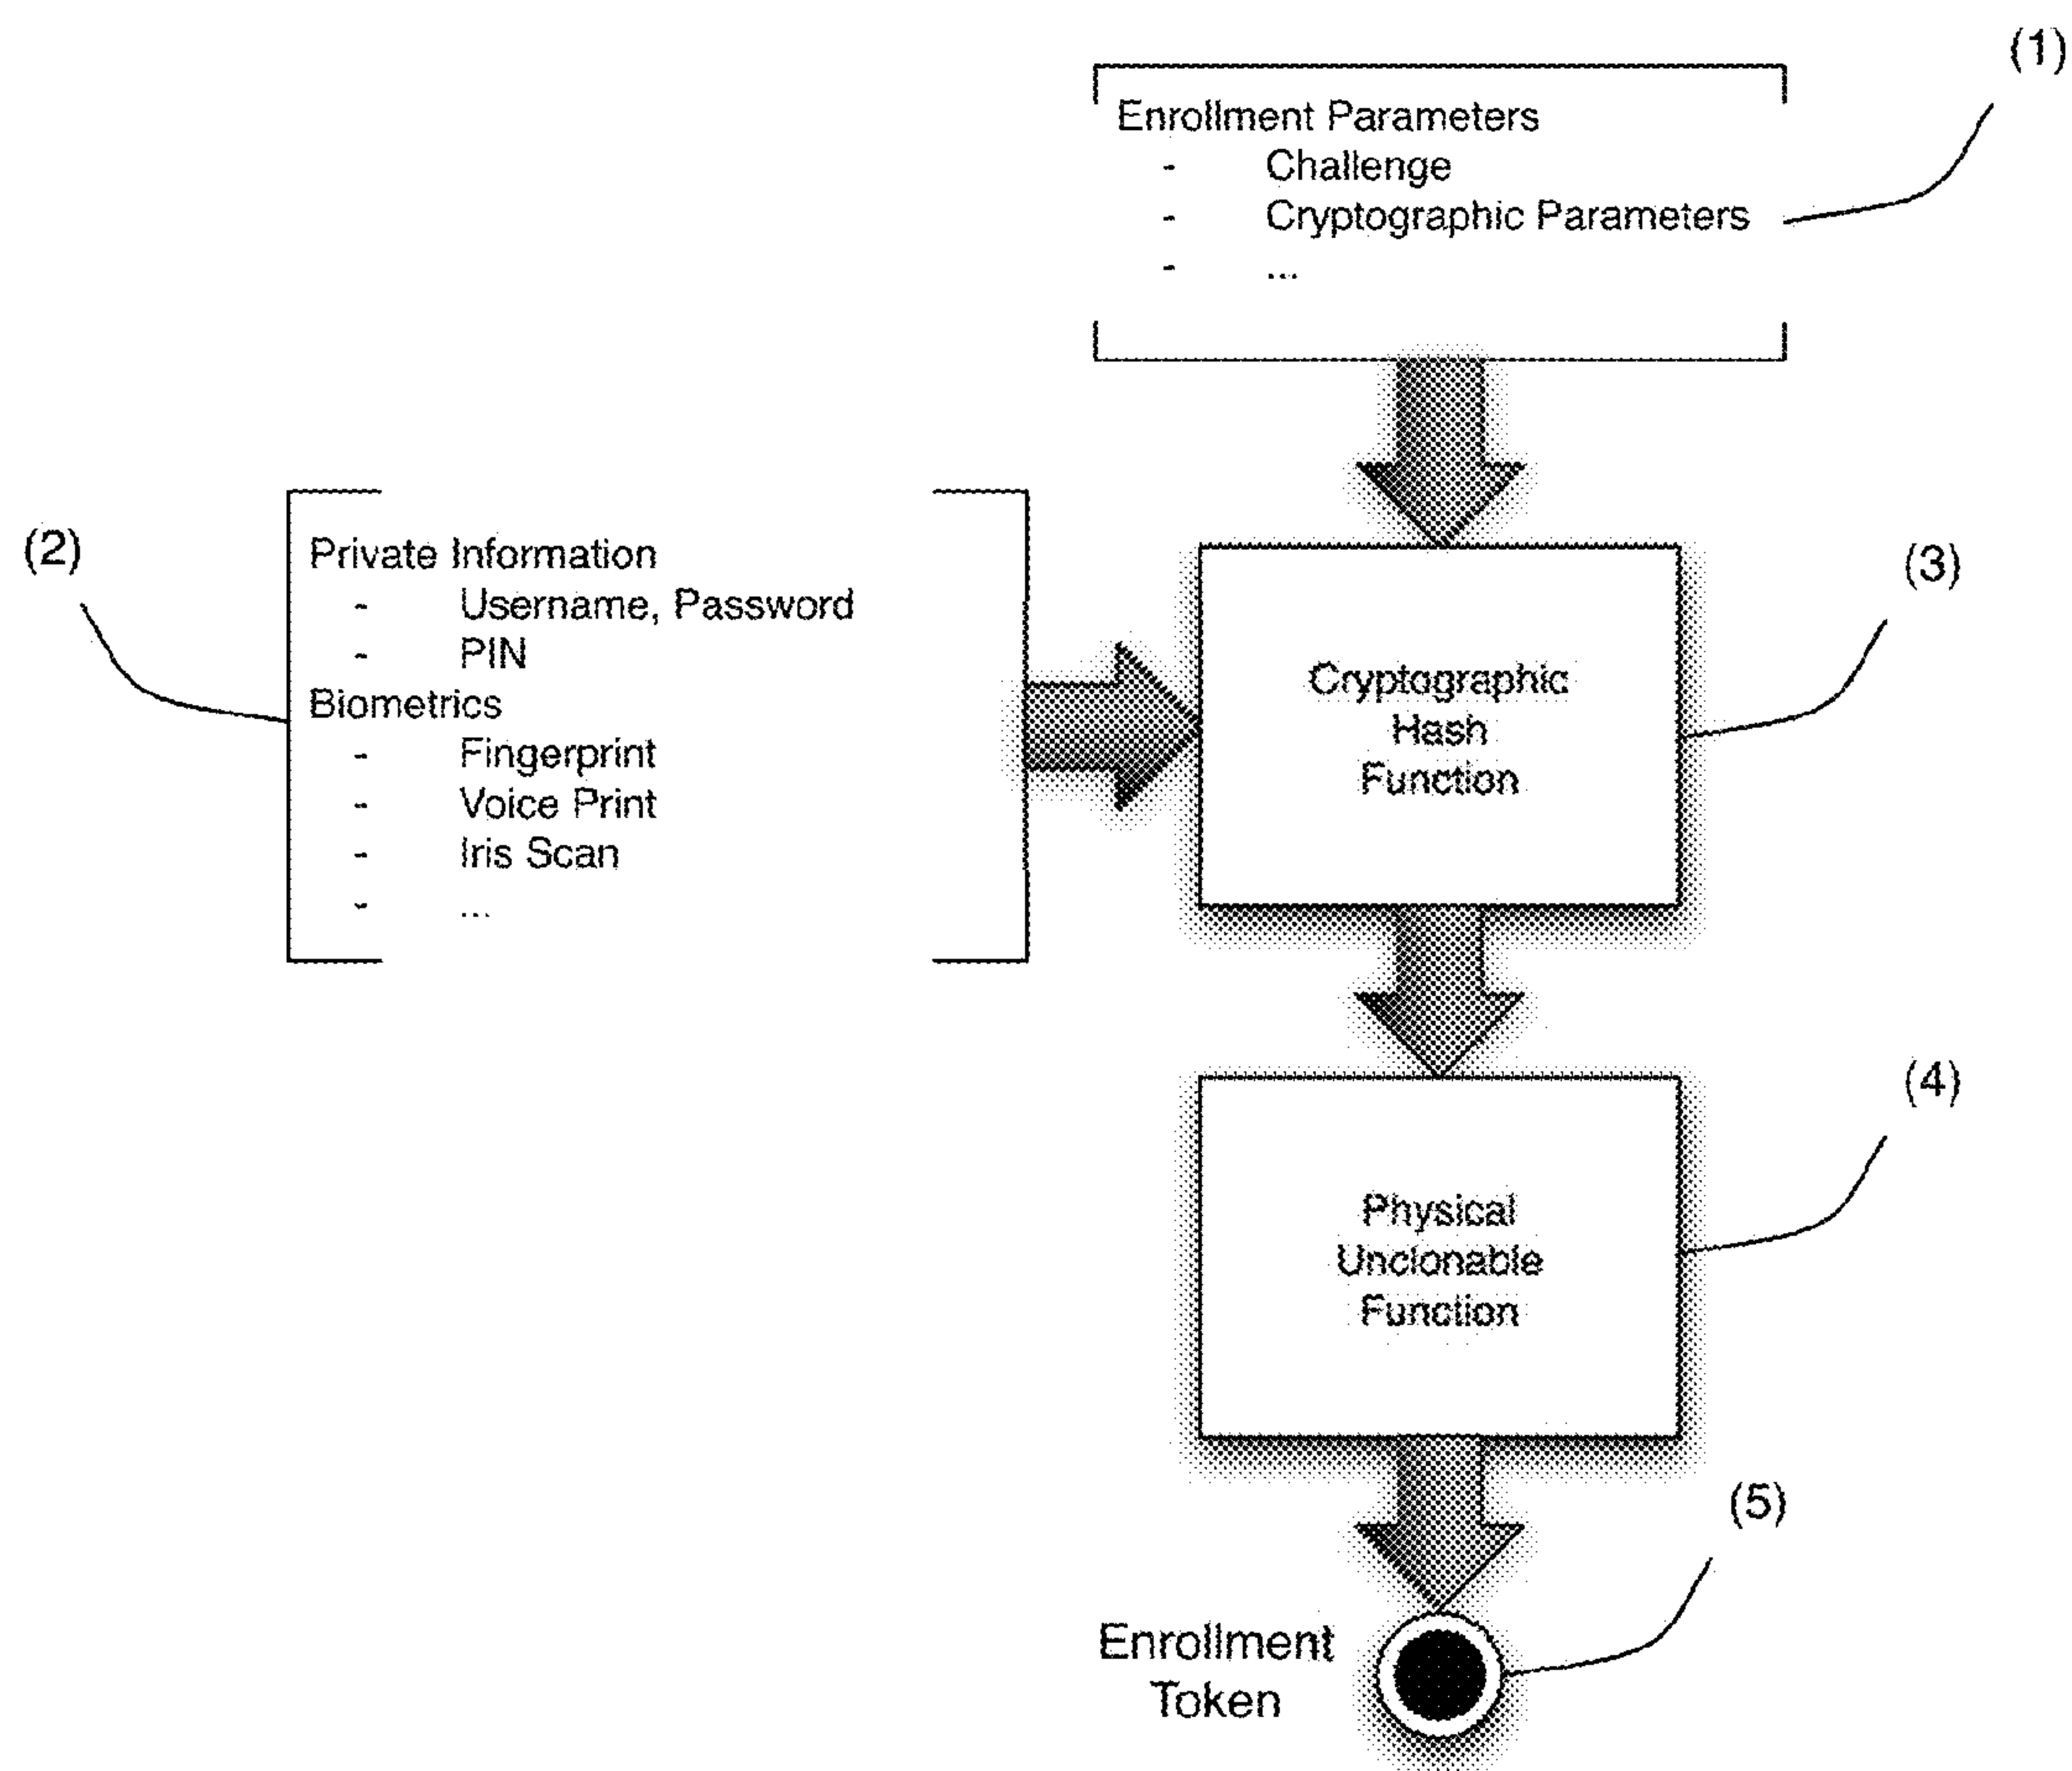 (1)
Enrollment Parameters
- Challenge
- Cryptographic Parameters
- ...
(2)
Private Information
- Username, Password
- PIN
Biometrics
- Fingerprint
- Voice Print
- Iris Scan
- ...
(3)
Cryptographic
Hash
Function
(4)
Physical
Unclonable
Function
(5)
Enrollment
Token